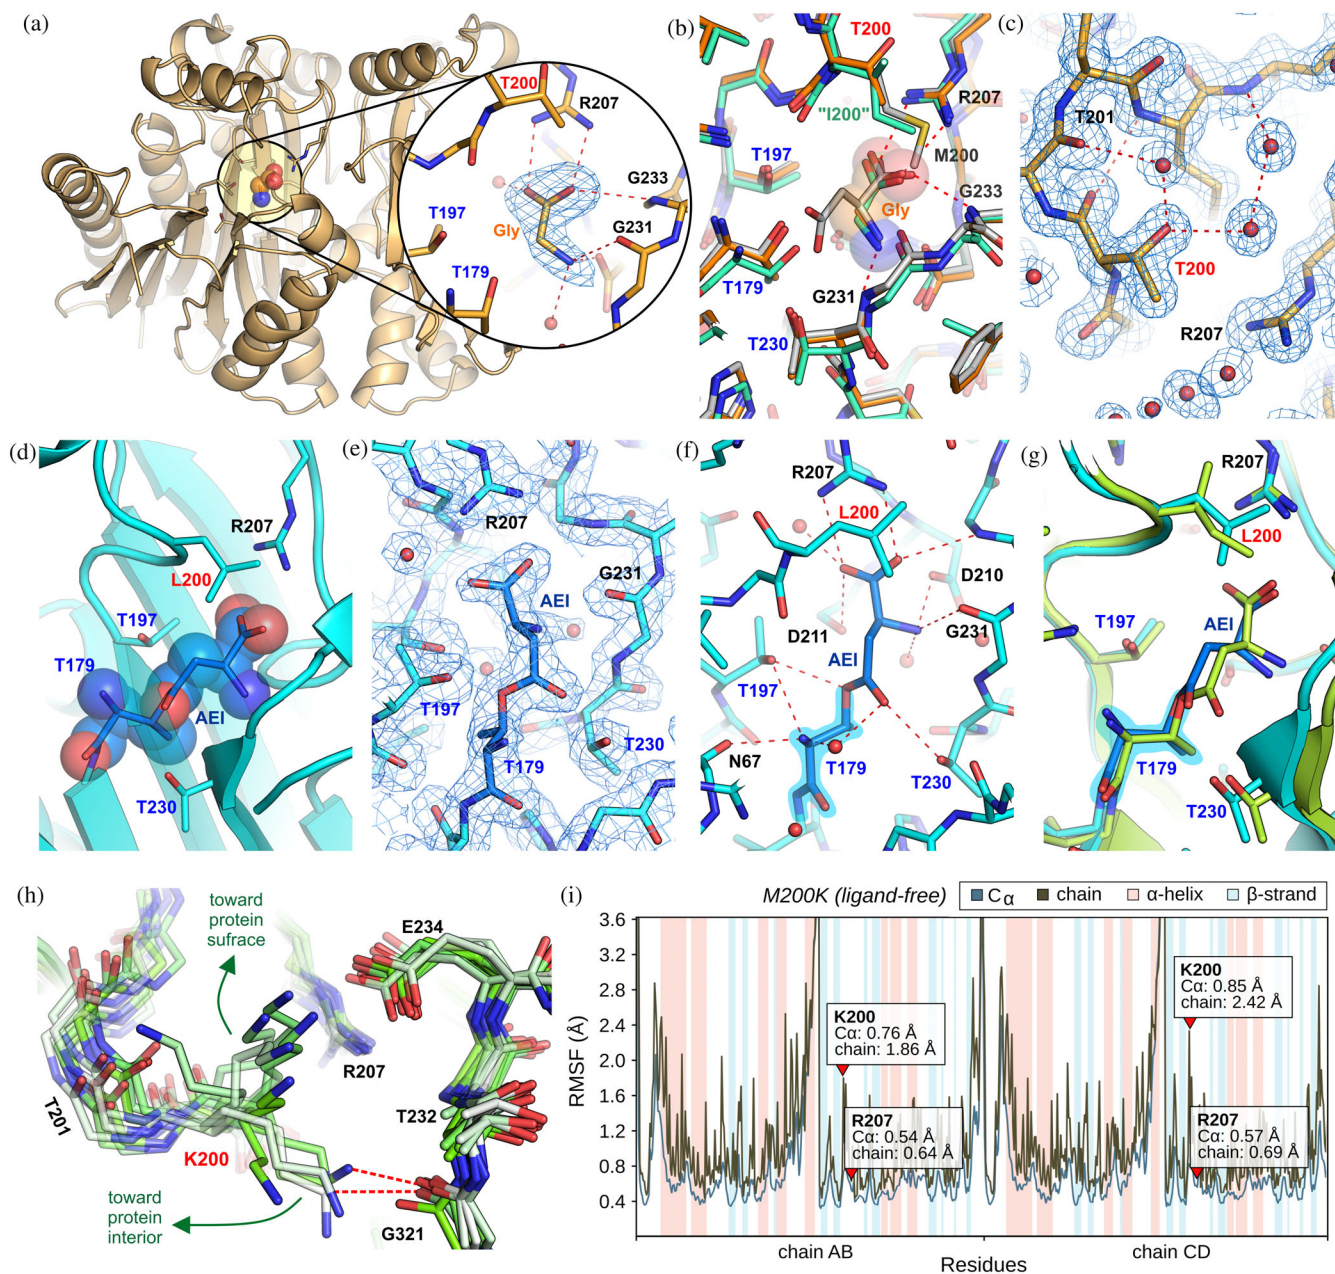 (a)
T200
R207
G233
Gly
G231
T197
T179
(b)
T200
R207
"I200"
M200
T197
G233
Gly
T179
G231
T230
(c)
T201
T200
R207
(d)
R207
L200
T197
T179
AEI
T230
(e)
R207
G231
AEI
T197
T179
T230
(f)
R207
L200
D210
D211
G231
AEI
T197
N67
T179
T230
(g)
R207
L200
T197
AEI
T179
T230
(h)
toward
protein
sufrace
E234
R207
T201
T232
K200
toward
protein
interior
G321
(i)
M200K (ligand-free)
Cα
chain
α-helix
β-strand
RMSF (Å)
3.6
3.2
2.8
2.4
2.0
1.6
1.2
0.8
0.4
K200
Cα: 0.76 Å
chain: 1.86 Å
R207
Cα: 0.54 Å
chain: 0.64 Å
K200
Cα: 0.85 Å
chain: 2.42 Å
R207
Cα: 0.57 Å
chain: 0.69 Å
chain AB
Residues
chain CD